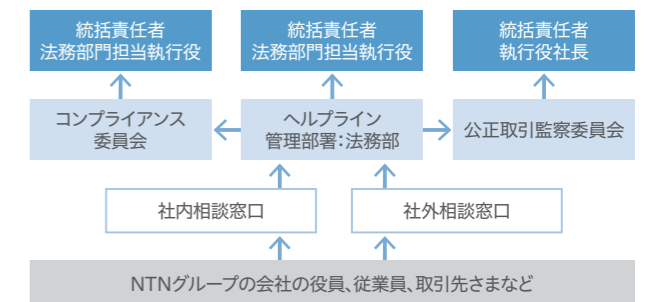 統括責任者
法務部門担当執行役
統括責任者
法務部門担当執行役
統括責任者
執行役社長
コンプライアンス
委員会
ヘルプライン
管理部署:法務部
公正取引監察委員会
社内相談窓口
社外相談窓口
NTNグループの会社の役員、従業員、取引先さまなど